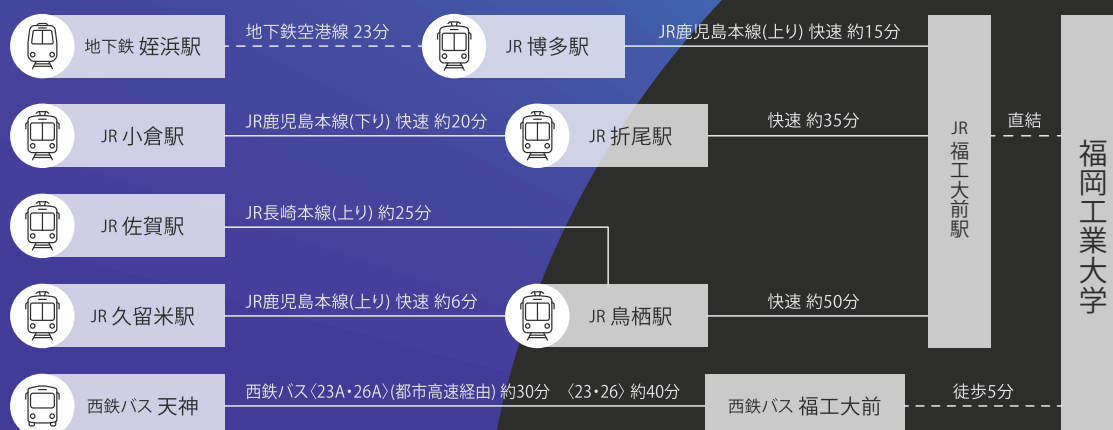 地下鉄 姪浜駅
地下鉄空港線 23分
JR 博多駅
JR鹿児島本線(上り) 快速 約15分
JR 小倉駅
JR鹿児島本線(下り) 快速 約20分
JR 折尾駅
快速 約35分
JR 佐賀駅
JR長崎本線(上り) 約25分
JR 久留米駅
JR鹿児島本線(上り) 快速 約6分
JR 鳥栖駅
快速 約50分
JR 福工大前駅
直結
福岡工業大学
西鉄バス 天神
西鉄バス〈23A・26A〉(都市高速経由) 約30分 〈23・26〉 約40分
西鉄バス 福工大前
徒歩5分